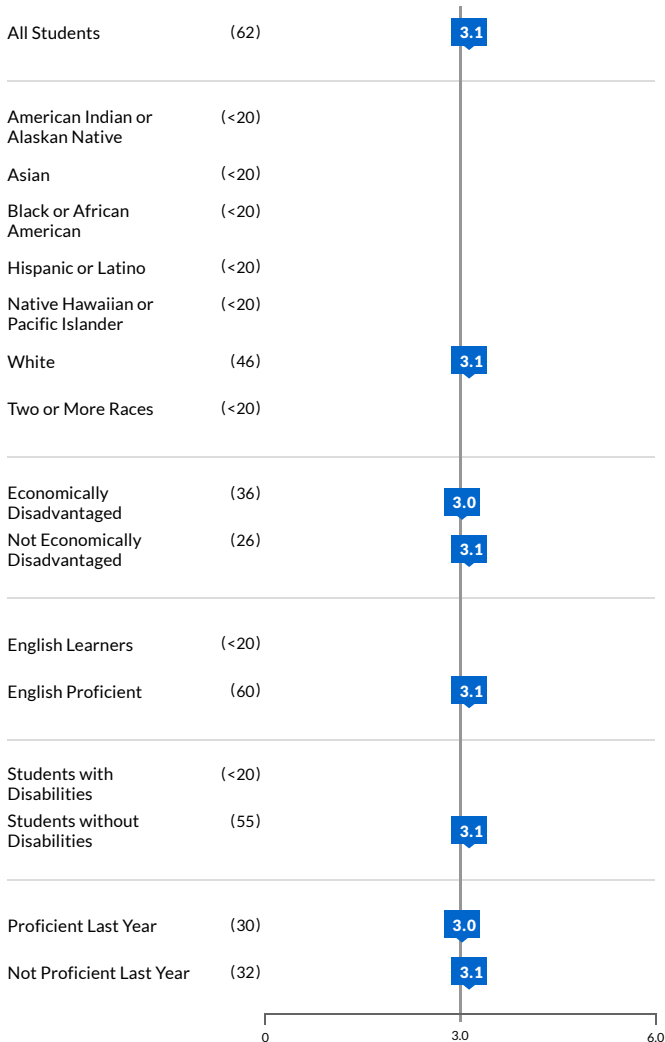 All Students (62) 3.1
American Indian or (<20)
Alaskan Native
Asian (<20)
Black or African (<20)
American
Hispanic or Latino (<20)
Native Hawaiian or (<20)
Pacific Islander
White (46) 3.1
Two or More Races (<20)
Economically (36) 3.0
Disadvantaged
Not Economically (26) 3.1
Disadvantaged
English Learners (<20)
English Proficient (60) 3.1
Students with (<20)
Disabilities
Students without (55) 3.1
Disabilities
Proficient Last Year (30) 3.0
Not Proficient Last Year (32) 3.1
0 3.0 6.0